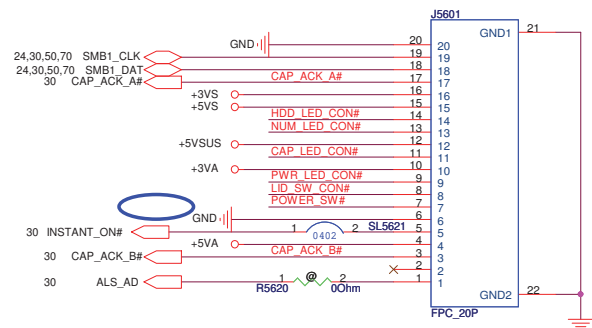 J5601
GND1 21
GND 20 20
24,30,50,70 SMB1_CLK 19 19
24,30,50,70 SMB1_DAT 18 18
30 CAP_ACK_A# CAP_ACK_A# 17 17
+3VS 16 16
+5VS 15 15
HDD_LED_CON# 14 14
NUM_LED_CON# 13 13
+5VSUS 12 12
CAP_LED_CON# 11 11
+3VA 10 10
PWR_LED_CON# 9 9
LID_SW_CON# 8 8
POWER_SW# 7 7
GND 6 6
30 INSTANT_ON# 1 0402 2 SL5621 5 5
+5VA 4 4
30 CAP_ACK_B# CAP_ACK_B# 3 3
2 2
30 ALS_AD 1 @ 2 1 1
R5620 0Ohm
GND2 22
FPC_20P